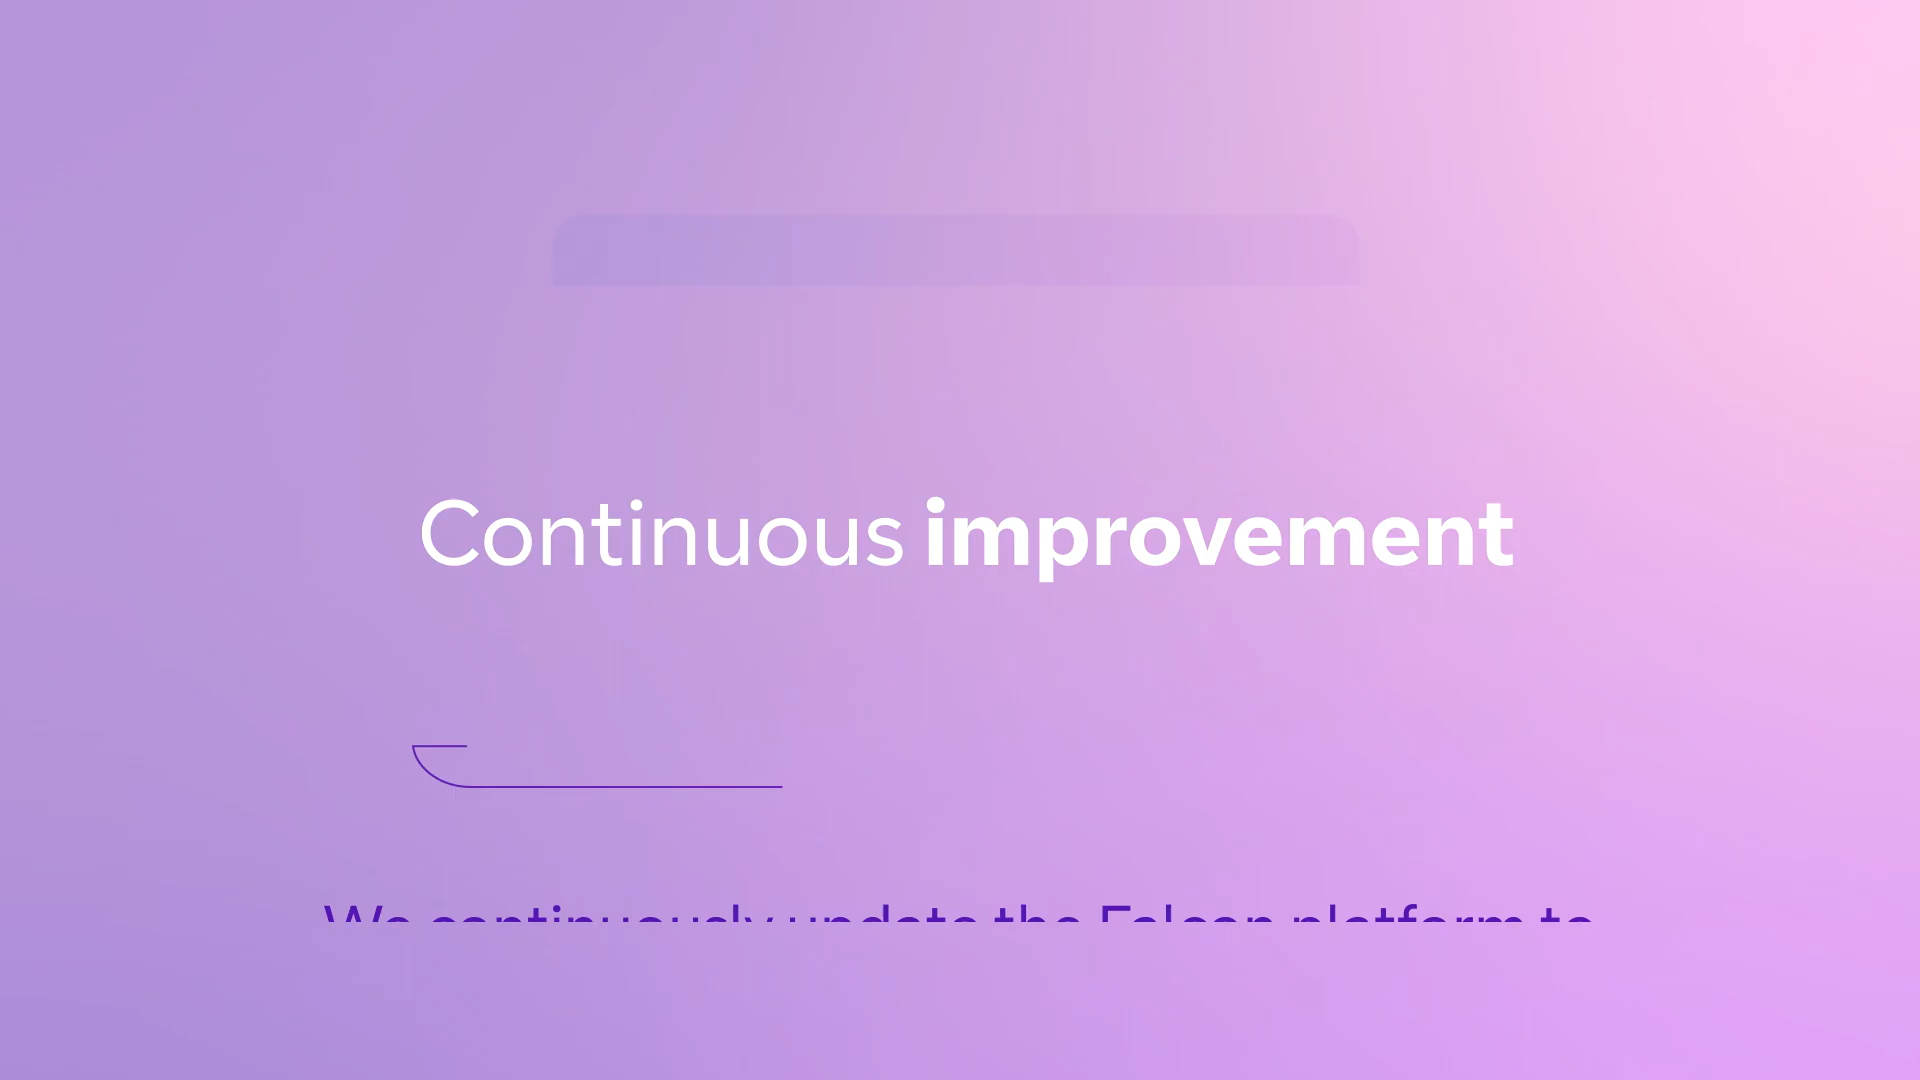 Continuous improvement
We continuously update the Falcon platform to